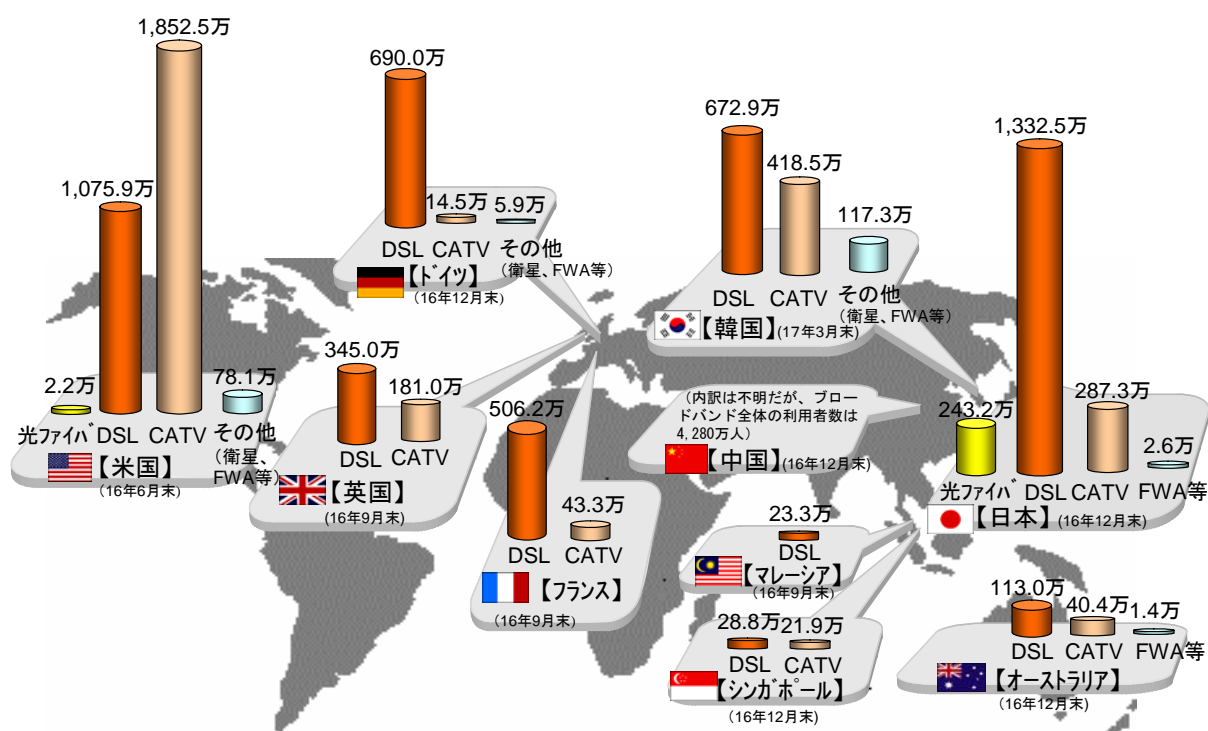 1,852.5万
1,075.9万
2.2万
78.1万
光ファイバ DSL CATV その他
(衛星、
FWA等)
【米国】
(16年6月末)
690.0万
14.5万 5.9万
DSL CATV その他
(衛星、FWA等)
【ドイツ】
(16年12月末)
345.0万
181.0万
DSL CATV
【英国】
(16年9月末)
506.2万
43.3万
DSL CATV
【フランス】
(16年9月末)
672.9万
418.5万
117.3万
DSL CATV その他
(衛星、FWA等)
【韓国】(17年3月末)
(内訳は不明だが、ブロー
ドバンド全体の利用者数は
4,280万人)
【中国】(16年12月末)
1,332.5万
243.2万
287.3万
2.6万
光ファイバ DSL CATV FWA等
【日本】(16年12月末)
23.3万
DSL
【マレーシア】
(16年9月末)
28.8万 21.9万
DSL CATV
【シンガポール】
(16年12月末)
113.0万
40.4万
1.4万
DSL CATV FWA等
【オーストラリア】
(16年12月末)